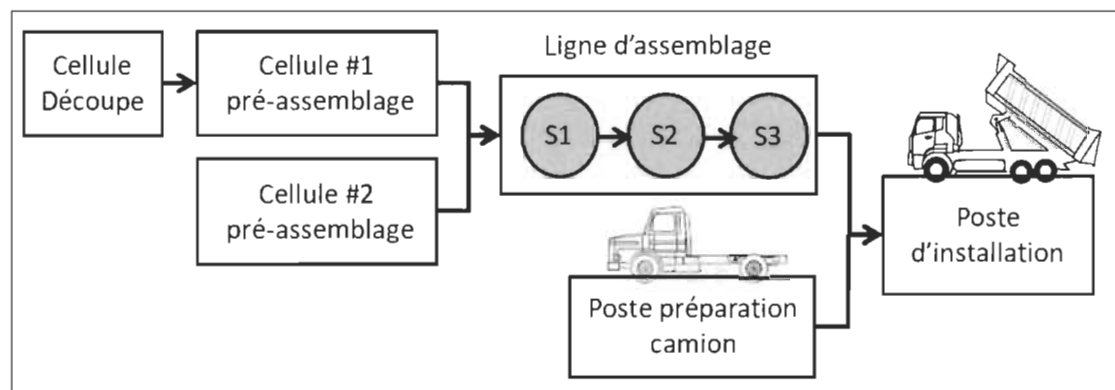 Cellule
Découpe
Cellule #1
pré-assemblage
Cellule #2
pré-assemblage
Ligne d'assemblage
S1
S2
S3
Poste préparation
camion
Poste
d'installation